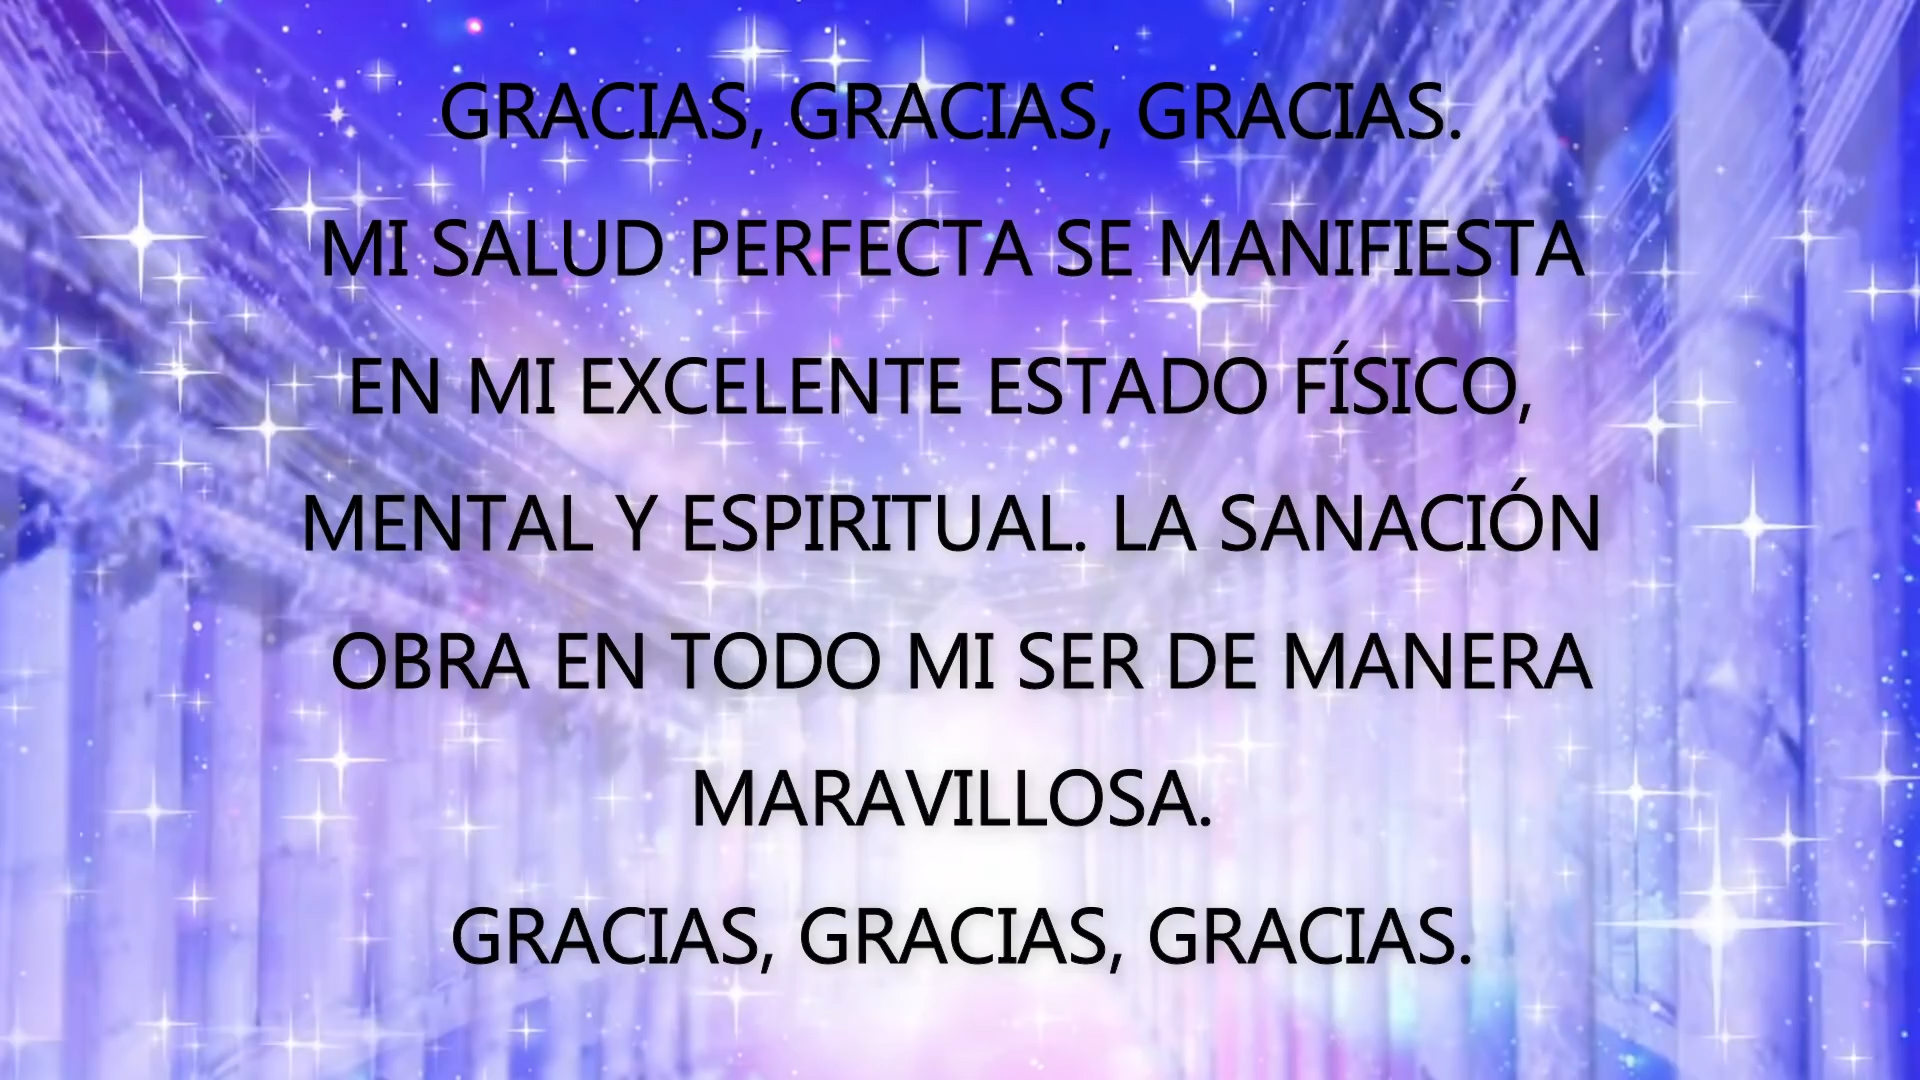 GRACIAS, GRACIAS, GRACIAS.
MI SALUD PERFECTA SE MANIFIESTA
EN MI EXCELENTE ESTADO FÍSICO,
MENTAL Y ESPIRITUAL. LA SANACIÓN
OBRA EN TODO MI SER DE MANERA
MARAVILLOSA.
GRACIAS, GRACIAS, GRACIAS.